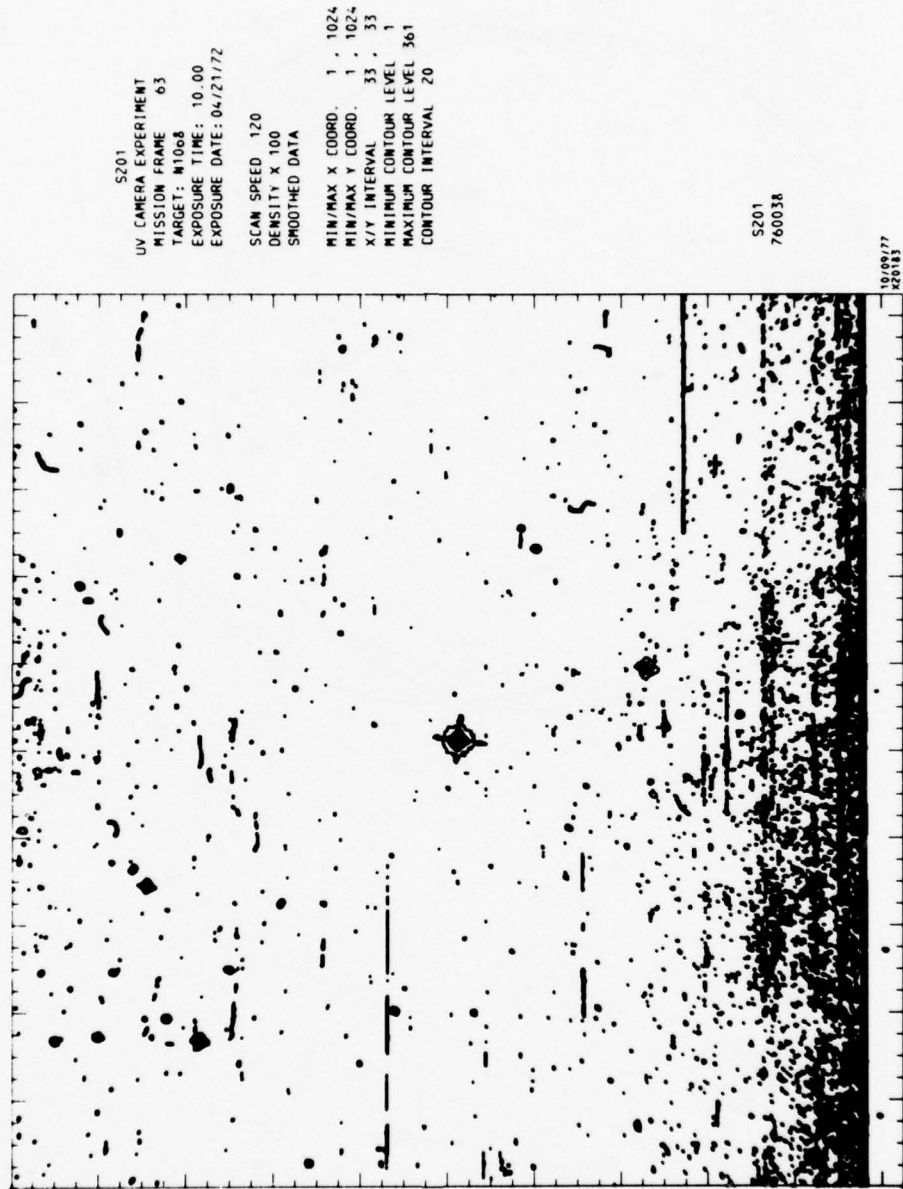 S201
UV CAMERA EXPERIMENT
MISSION FRAME 63
TARGET: N1068
EXPOSURE TIME: 10.00
EXPOSURE DATE: 04/21/72
SCAN SPEED 120
DENSITY X 100
SMOOTHED DATA
MIN/MAX X COORD. 1 , 1024
MIN/MAX Y COORD. 1 , 1024
X/Y INTERVAL 33 , 33
MINIMUM CONTOUR LEVEL 1
MAXIMUM CONTOUR LEVEL 361
CONTOUR INTERVAL 20
S201
760038
10/09/77
X20183